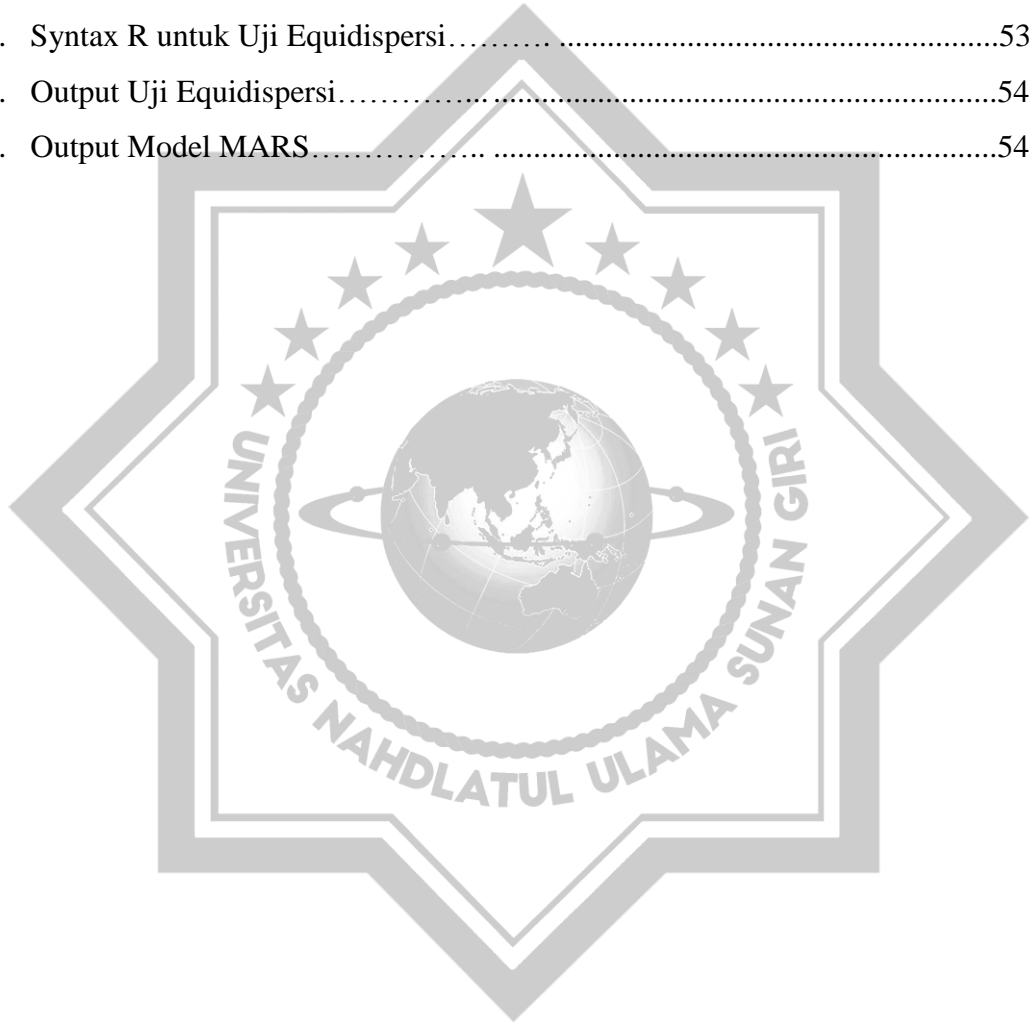 . Syntax R untuk Uji Equidispersi………. ........................................................53
. Output Uji Equidispersi…………... ..................................................................54
. Output Model MARS…………….. ...............................................................54
UNIVERSITAS NAHDLATUL ULAMA SUNAN GIRI